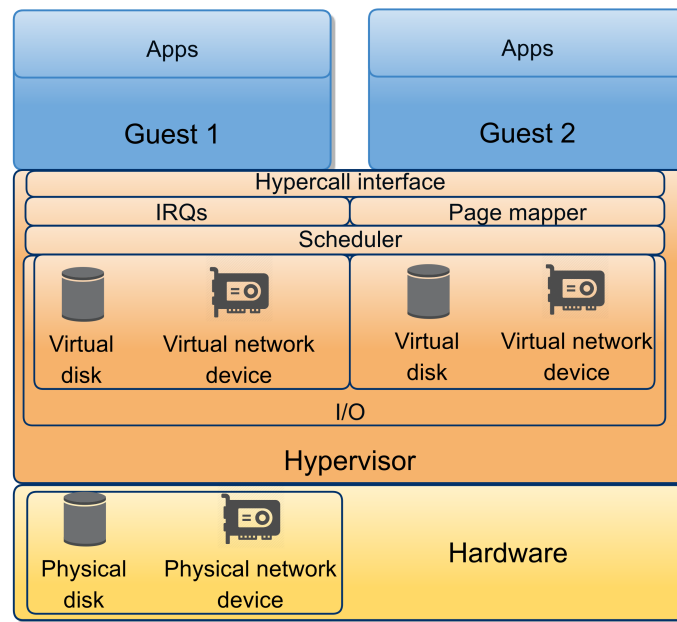 Apps
Apps
Guest 1
Guest 2
Hypercall interface
IRQs
Page mapper
Scheduler
Virtual
disk
Virtual network
device
Virtual
disk
Virtual network
device
I/O
Hypervisor
Physical
disk
Physical network
device
Hardware